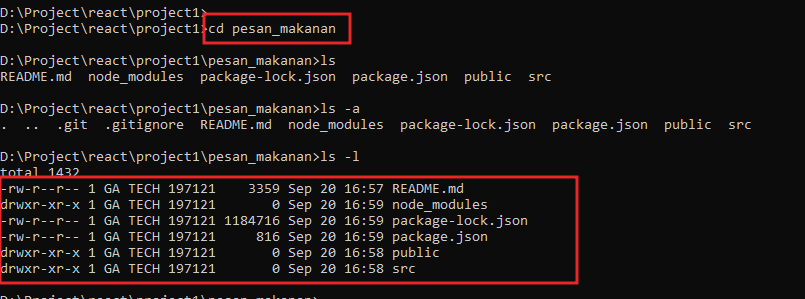 D:\Project\react\project1>
D:\Project\react\project1>cd pesan_makanan
D:\Project\react\project1\pesan_makanan>ls
README.md  node_modules  package-lock.json  package.json  public  src
D:\Project\react\project1\pesan_makanan>ls -a
.  ..  .git  .gitignore  README.md  node_modules  package-lock.json  package.json  public  src
D:\Project\react\project1\pesan_makanan>ls -l
total 1432
-rw-r--r-- 1 GA TECH 197121    3359 Sep 20 16:57 README.md
drwxr-xr-x 1 GA TECH 197121       0 Sep 20 16:59 node_modules
-rw-r--r-- 1 GA TECH 197121 1184716 Sep 20 16:59 package-lock.json
-rw-r--r-- 1 GA TECH 197121     816 Sep 20 16:59 package.json
drwxr-xr-x 1 GA TECH 197121       0 Sep 20 16:58 public
drwxr-xr-x 1 GA TECH 197121       0 Sep 20 16:58 src
D:\Project\react\project1\pesan_makanan>